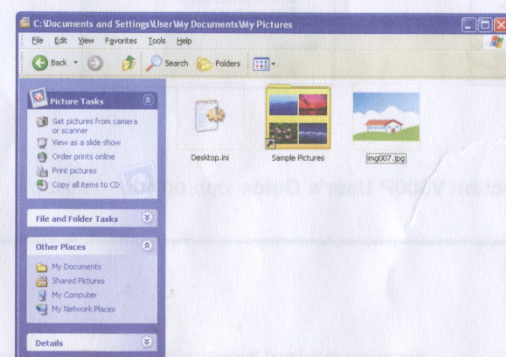 C:\Documents and Settings\User\My Documents\My Pictures
File Edit View Favorites Tools Help
Back Search Folders
Picture Tasks
Get pictures from camera
or scanner
View as a slide show
Order prints online
Print pictures
Copy all items to CD
File and Folder Tasks
Other Places
My Documents
Shared Pictures
My Computer
My Network Places
Details
Desktop.ini
Sample Pictures
img007.jpg